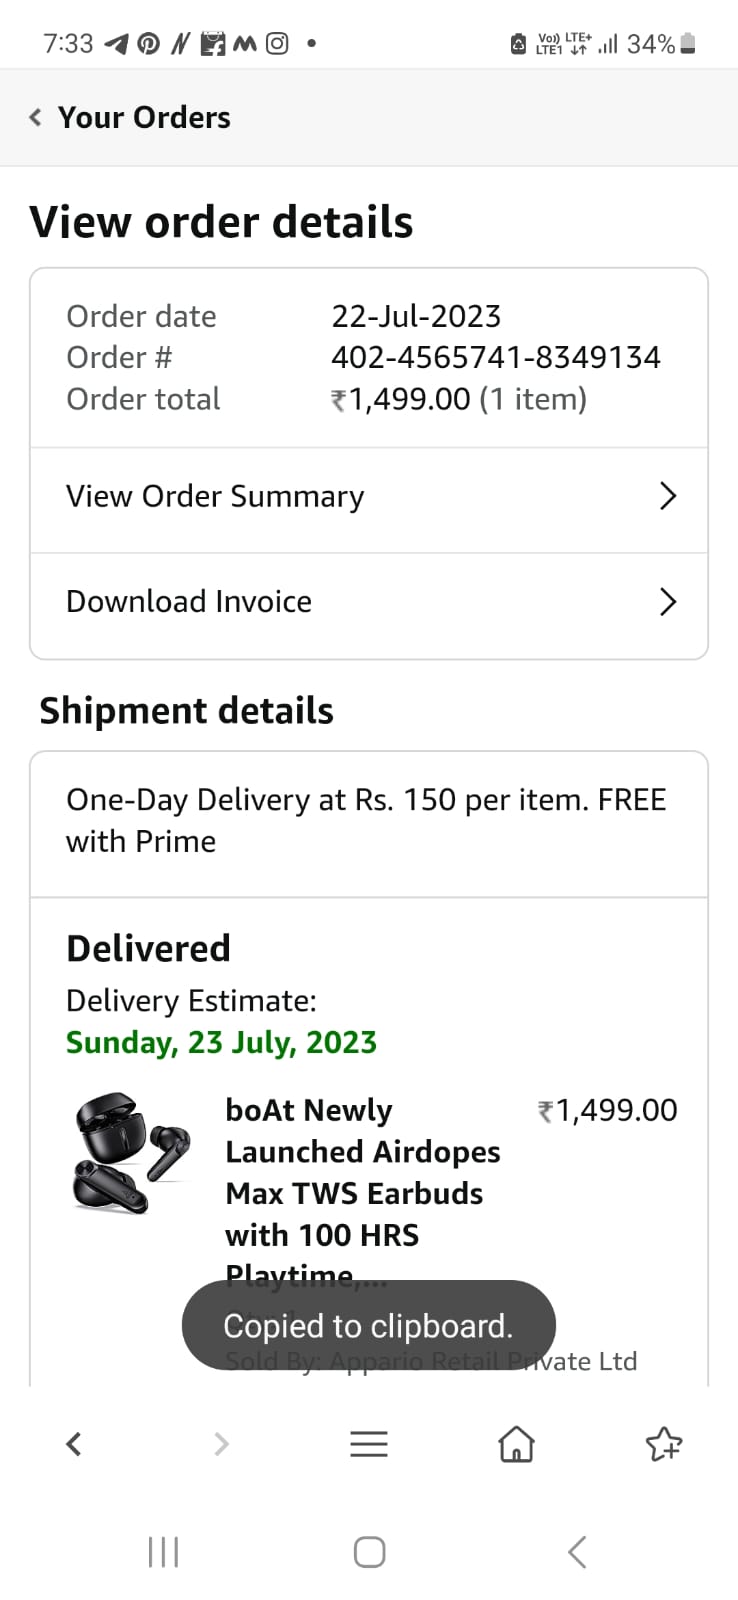 7:33
Vo)) LTE+
LTE1
34%
Your Orders
View order details
Order date 22-Jul-2023
Order # 402-4565741-8349134
Order total ₹1,499.00 (1 item)
View Order Summary
Download Invoice
Shipment details
One-Day Delivery at Rs. 150 per item. FREE
with Prime
Delivered
Delivery Estimate:
Sunday, 23 July, 2023
boAt Newly ₹1,499.00
Launched Airdopes
Max TWS Earbuds
with 100 HRS
Playtime,...
Copied to clipboard.
Sold By: Appario Retail Private Ltd